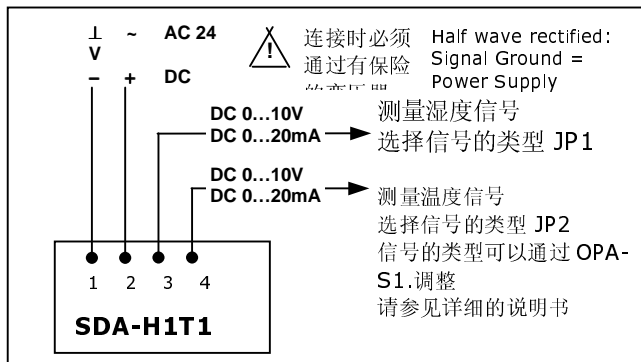 ⊥ ~ AC 24
V
− + DC
连接时必须
通过有保险
的变压器
Half wave rectified:
Signal Ground =
Power Supply
DC 0...10V
DC 0...20mA
测量湿度信号
选择信号的类型 JP1
DC 0...10V
DC 0...20mA
测量温度信号
选择信号的类型 JP2
信号的类型可以通过 OPA-
S1.调整
请参见详细的说明书
1 2 3 4
SDA-H1T1